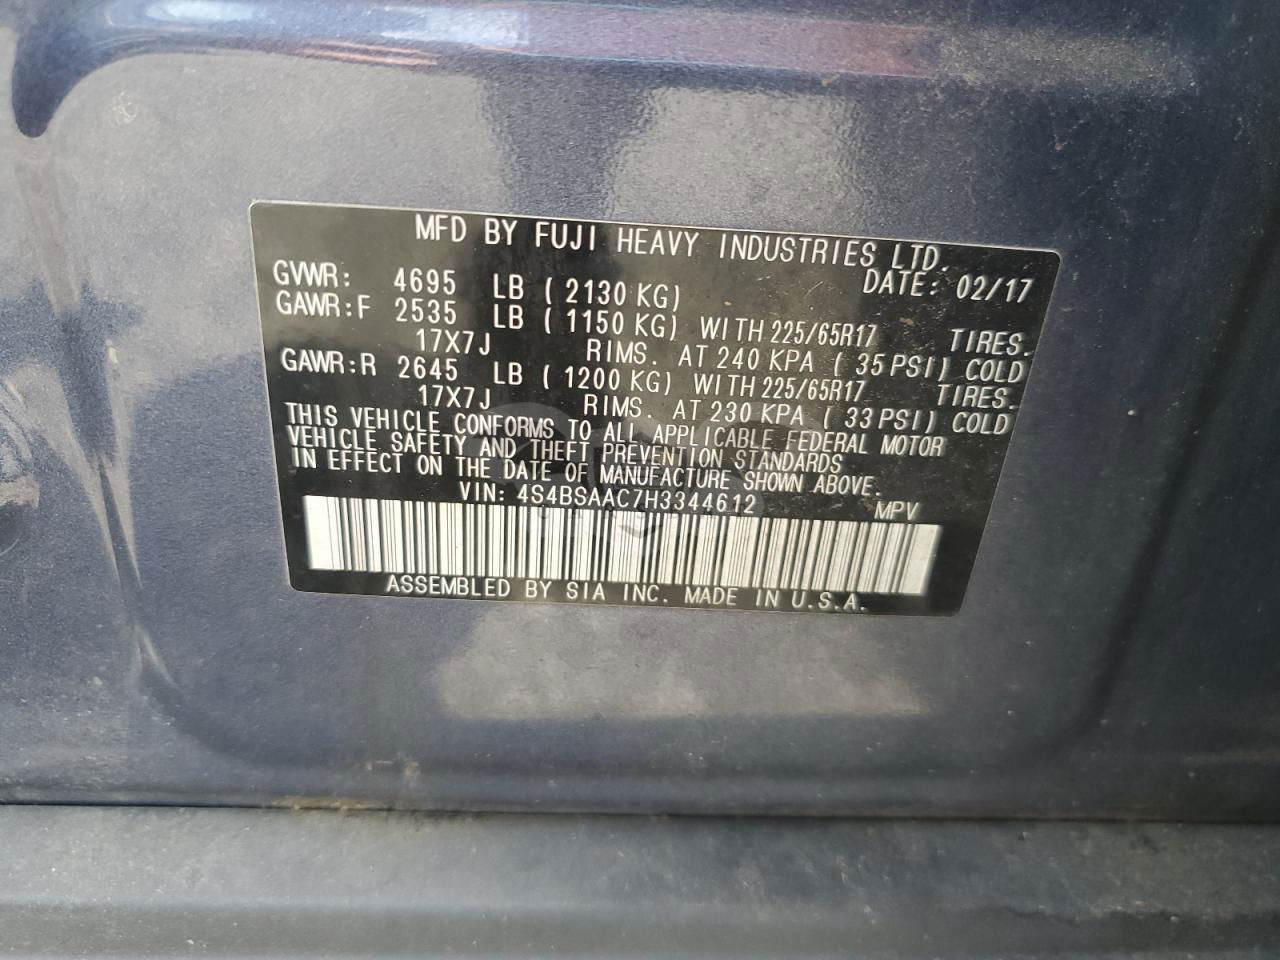 MFD BY FUJI HEAVY INDUSTRIES LTD.
GVWR: 4695 LB ( 2130 KG) DATE: 02/17
GAWR:F 2535 LB ( 1150 KG) WITH 225/65R17 TIRES.
17X7J RIMS. AT 240 KPA ( 35 PSI) COLD
GAWR:R 2645 LB ( 1200 KG) WITH 225/65R17 TIRES.
17X7J RIMS. AT 230 KPA ( 33 PSI) COLD
THIS VEHICLE CONFORMS TO ALL APPLICABLE FEDERAL MOTOR
VEHICLE SAFETY AND THEFT PREVENTION STANDARDS
IN EFFECT ON THE DATE OF MANUFACTURE SHOWN ABOVE.
VIN: 4S4BSAAC7H3344612 MPV
ASSEMBLED BY SIA INC. MADE IN U.S.A.